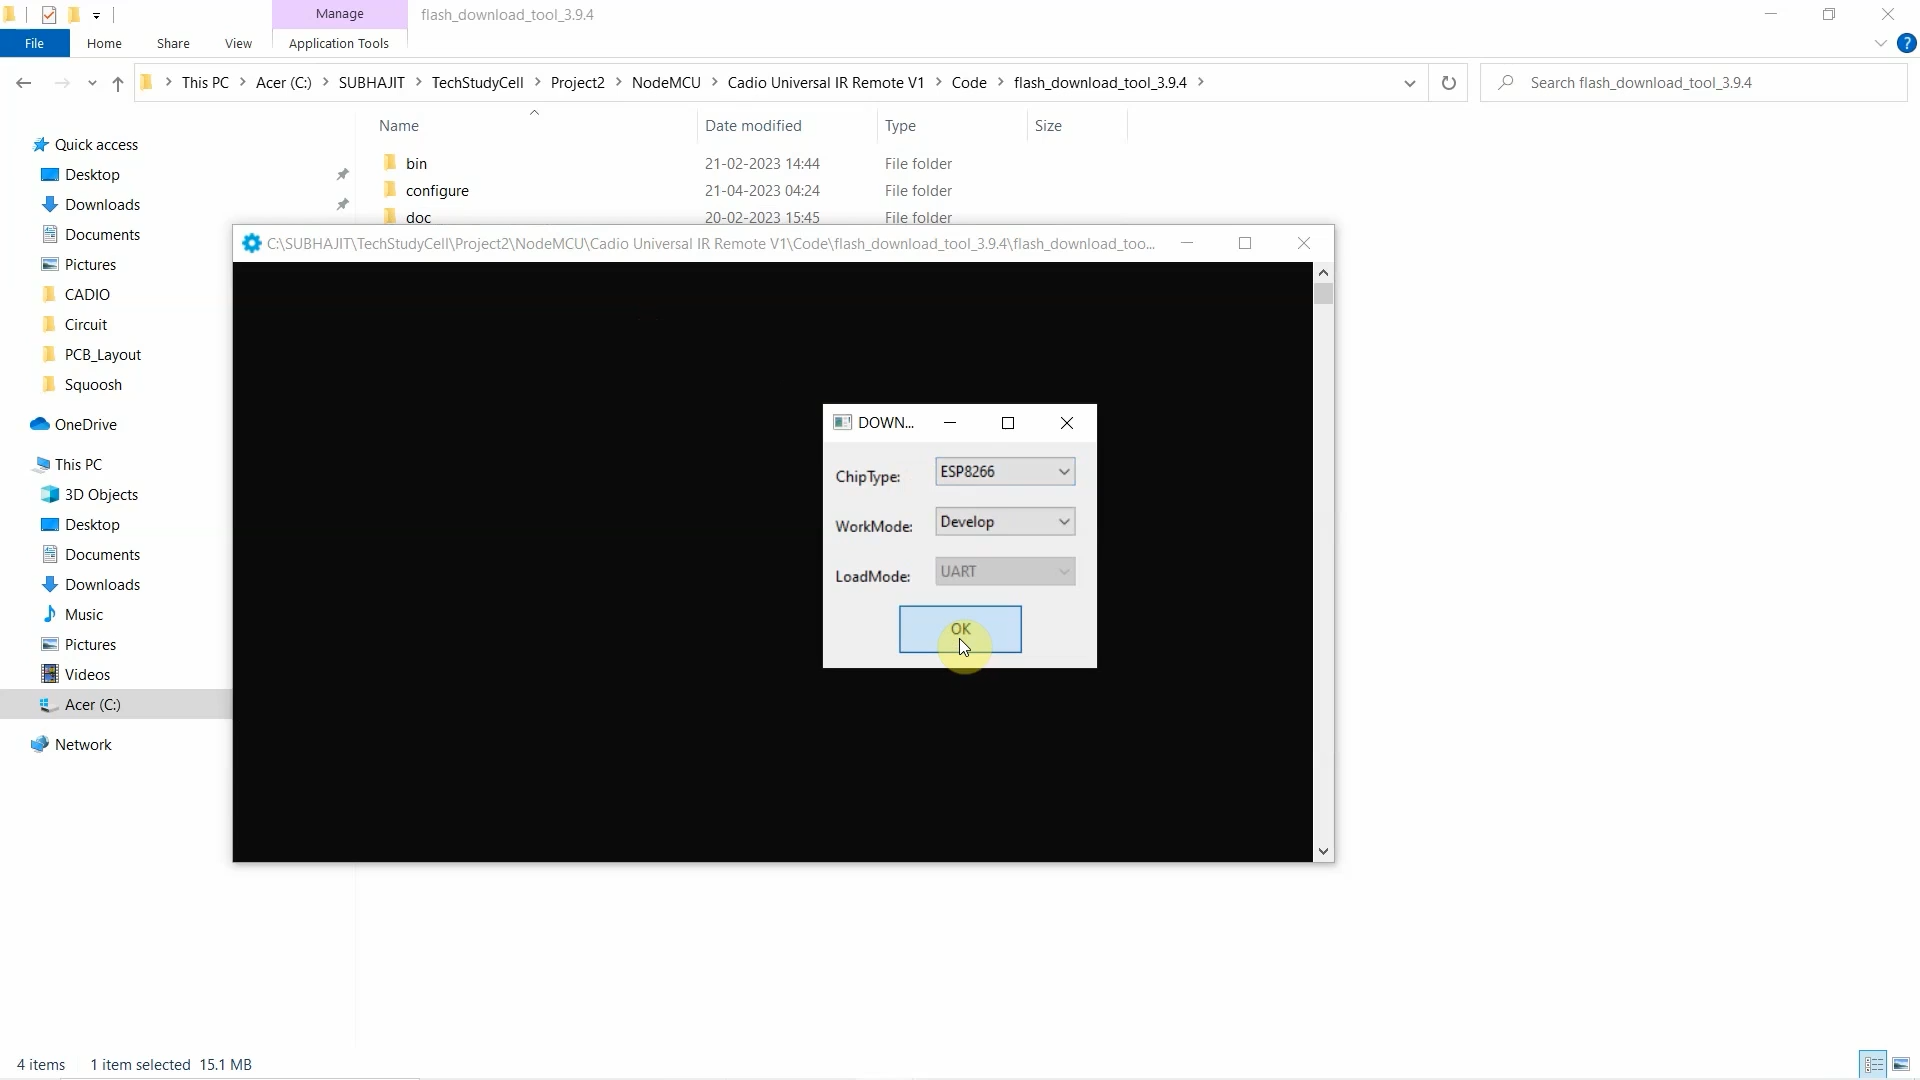 Manage
flash_download_tool_3.9.4
File
Home
Share
View
Application Tools
?
This PC
Acer (C:)
SUBHAJIT
TechStudyCell
Project2
NodeMCU
Cadio Universal IR Remote V1
Code
flash_download_tool_3.9.4
Search flash_download_tool_3.9.4
Name
Date modified
Type
Size
bin
21-02-2023 14:44
File folder
configure
21-04-2023 04:24
File folder
doc
20-02-2023 15:45
File folder
Quick access
Desktop
Downloads
Documents
Pictures
CADIO
Circuit
PCB_Layout
Squoosh
OneDrive
This PC
3D Objects
Desktop
Documents
Downloads
Music
Pictures
Videos
Acer (C:)
Network
C:\SUBHAJIT\TechStudyCell\Project2\NodeMCU\Cadio Universal IR Remote V1\Code\flash_download_tool_3.9.4\flash_download_too...
DOWN...
ChipType:
ESP8266
WorkMode:
Develop
LoadMode:
UART
OK
4 items
1 item selected 15.1 MB